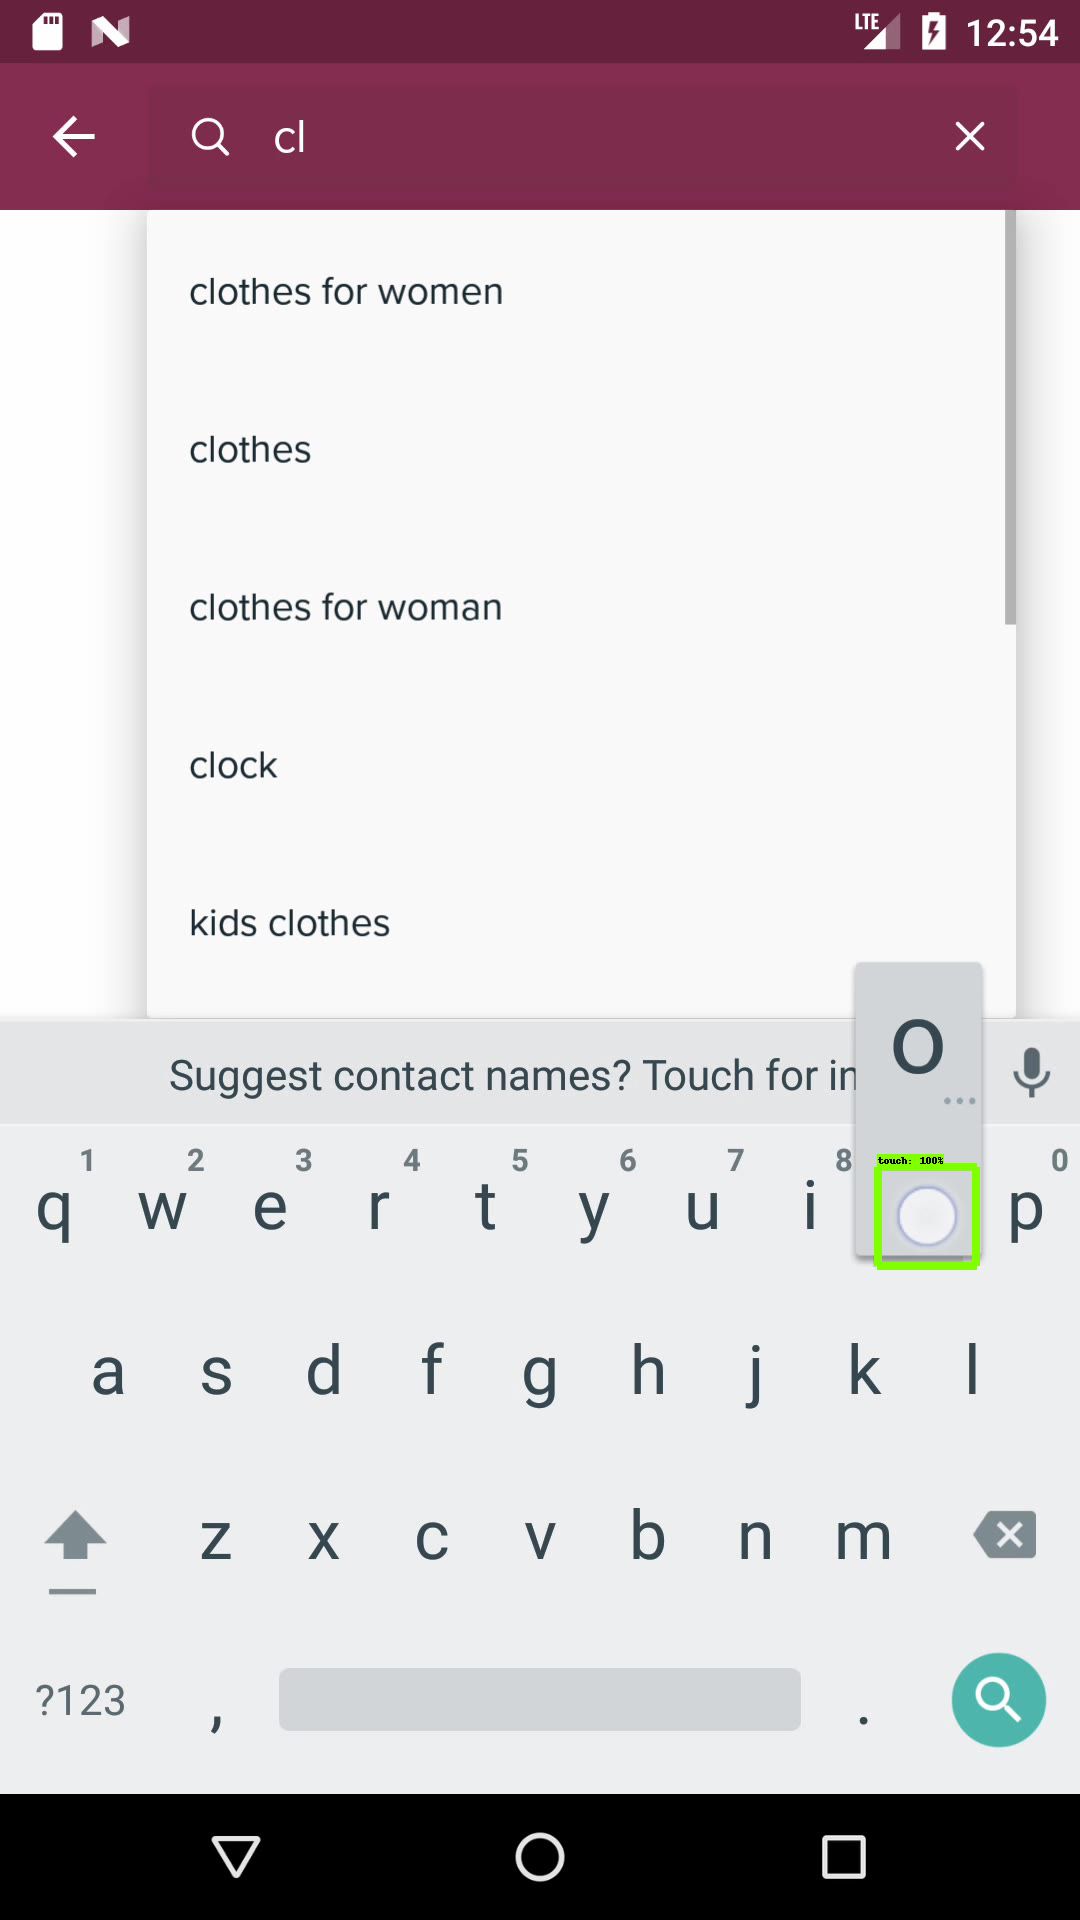 LTE 12:54
cl
clothes for women
clothes
clothes for woman
clock
kids clothes
o
Suggest contact names? Touch for in
touch: 100%
1 2 3 4 5 6 7 8 0
q w e r t y u i p
a s d f g h j k l
z x c v b n m
?123 , .